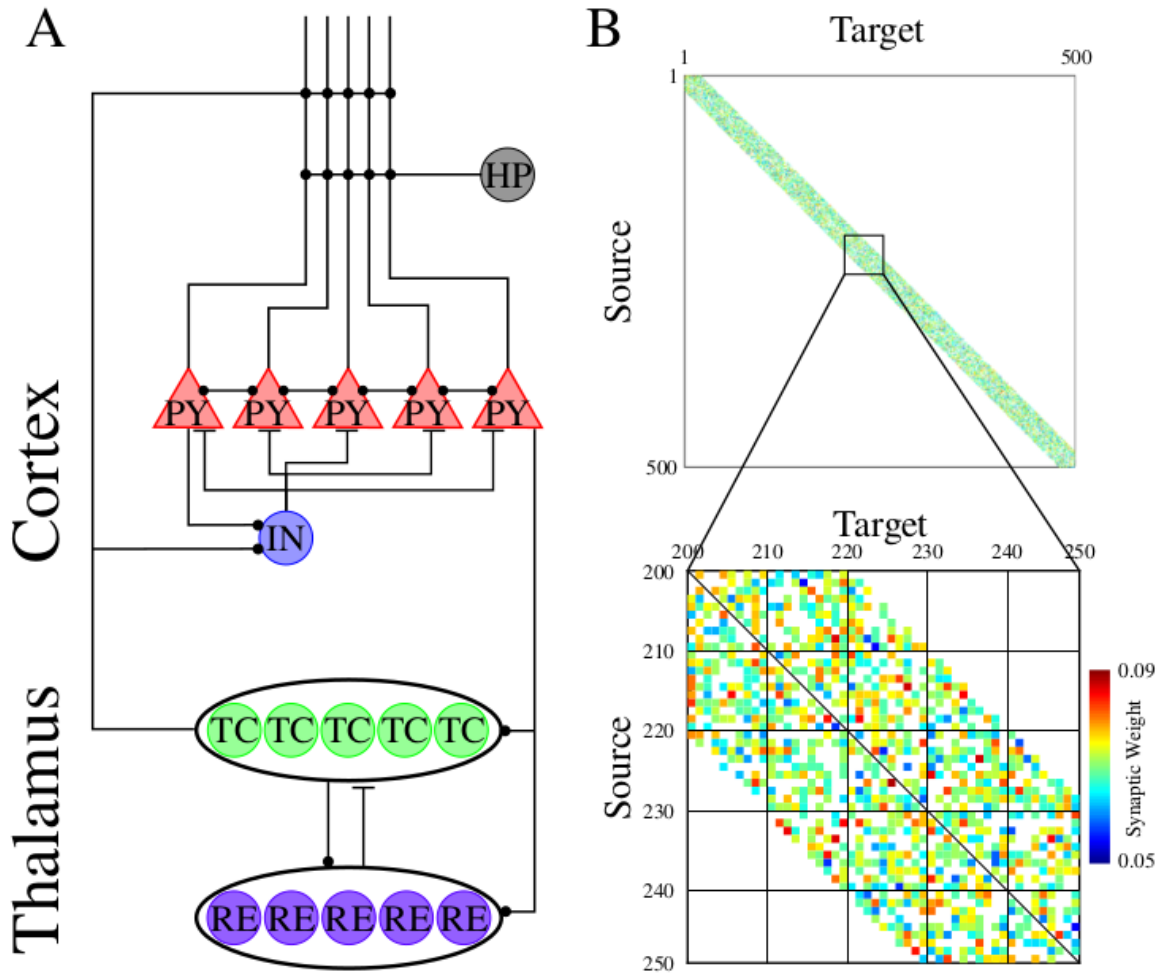 A
HP
PY PY PY PY PY
IN
Cortex
TC TC TC TC TC
RE RE RE RE RE
Thalamus
B
Target
1 500
1
Source
500
Target
200 210 220 230 240 250
200
210
220
230
240
250
Source
0.09
Synaptic Weight
0.05